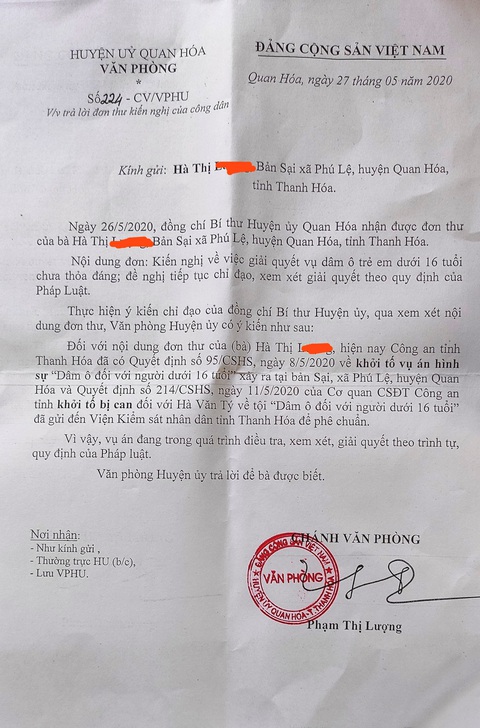 HUYỆN UỶ QUAN HÓA
VĂN PHÒNG
*
Số 224 - CV/VPHU
V/v trả lời đơn thư kiến nghị của công dân
ĐẢNG CỘNG SẢN VIỆT NAM
Quan Hóa, ngày 27 tháng 05 năm 2020
Kính gửi: Hà Thị Bản Sại xã Phú Lệ, huyện Quan Hóa,
tỉnh Thanh Hóa.
Ngày 26/5/2020, đồng chí Bí thư Huyện ủy Quan Hóa nhận được đơn thư
của bà Hà Thị Bản Sại xã Phú Lệ, huyện Quan Hóa, tỉnh Thanh Hóa.
Nội dung đơn: Kiến nghị về việc giải quyết vụ dâm ô trẻ em dưới 16 tuổi
chưa thỏa đáng; đề nghị tiếp tục chỉ đạo, xem xét giải quyết theo quy định của
Pháp Luật.
Thực hiện ý kiến chỉ đạo của đồng chí Bí thư Huyện ủy, qua xem xét nội
dung đơn thư, Văn phòng Huyện ủy có ý kiến như sau:
Đối với nội dung đơn thư của (bà) Hà Thị hiện nay Công an tỉnh
Thanh Hóa đã có Quyết định số 95/CSHS, ngày 8/5/2020 về khởi tố vụ án hình
sự “Dâm ô đối với người dưới 16 tuổi” xảy ra tại bản Sại, xã Phú Lệ, huyện Quan
Hóa và Quyết định số 214/CSHS, ngày 11/5/2020 của Cơ quan CSĐT Công an
tỉnh khởi tố bị can đối với Hà Văn Tý về tội “Dâm ô đối với người dưới 16 tuổi”
đã gửi đến Viện Kiểm sát nhân dân tỉnh Thanh Hóa để phê chuẩn.
Vì vậy, vụ án đang trong quá trình điều tra, xem xét, giải quyết theo trình tự,
quy định của Pháp luật.
Văn phòng Huyện ủy trả lời để bà được biết.
Nơi nhận:
- Như kính gửi ,
- Thường trực HU (b/c),
- Lưu VPHU.
CHÁNH VĂN PHÒNG
ĐẢNG CỘNG SẢN VIỆT NAM
VĂN PHÒNG
HUYỆN UỶ QUAN HOÁ-T.THANH HOÁ
Phạm Thị Lượng